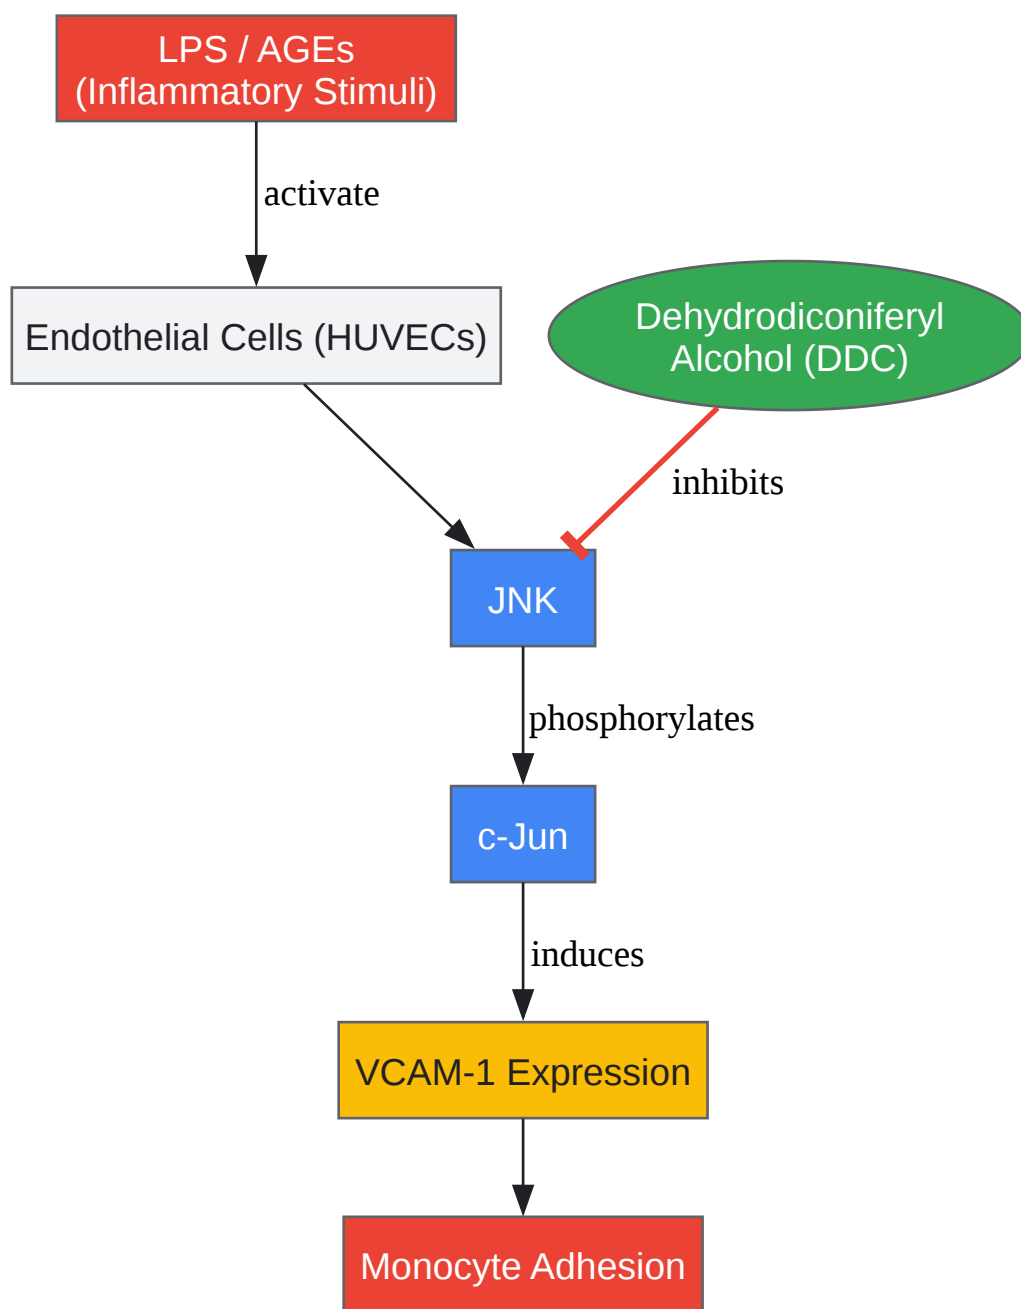 LPS / AGEs
(Inflammatory Stimuli)
activate
Endothelial Cells (HUVECs)
Dehydrodiconiferyl
Alcohol (DDC)
inhibits
JNK
phosphorylates
c-Jun
induces
VCAM-1 Expression
Monocyte Adhesion